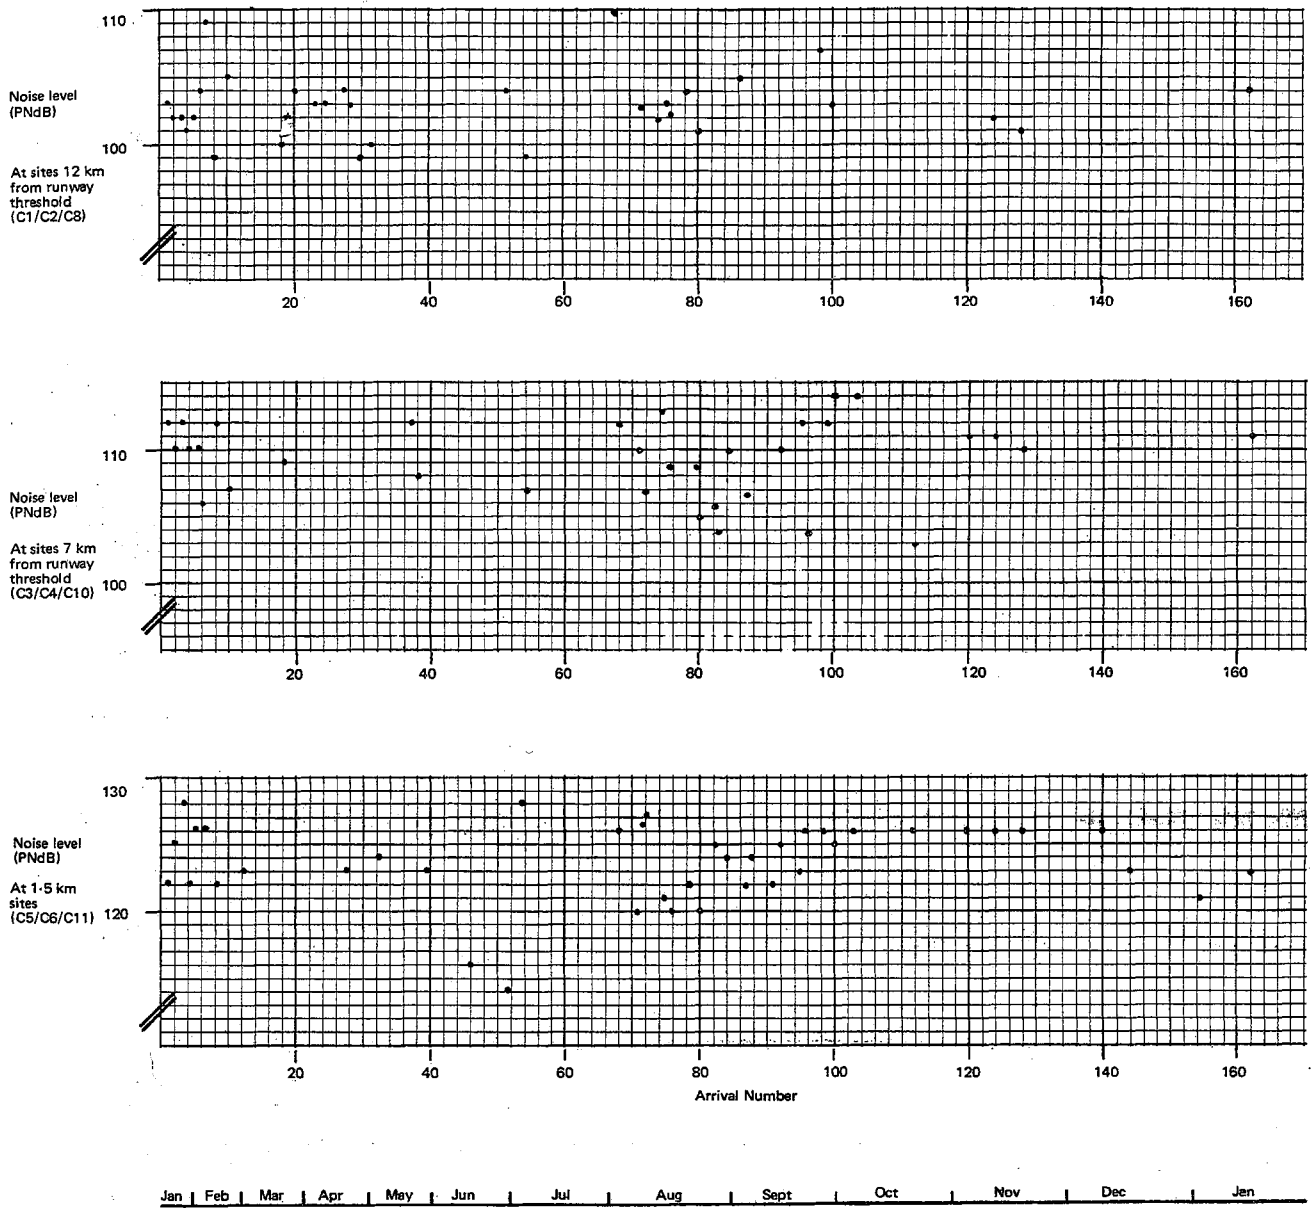 110
Noise level
(PNdB)
100
At sites 12 km
from runway
threshold
(C1/C2/C8)
20 40 60 80 100 120 140 160
110
Noise level
(PNdB)
At sites 7 km
from runway
threshold
(C3/C4/C10)
100
20 40 60 80 100 120 140 160
130
Noise level
(PNdB)
At 1·5 km
sites
(C5/C6/C11)
120
20 40 60 80 100 120 140 160
Arrival Number
Jan Feb Mar Apr May Jun Jul Aug Sept Oct Nov Dec Jan